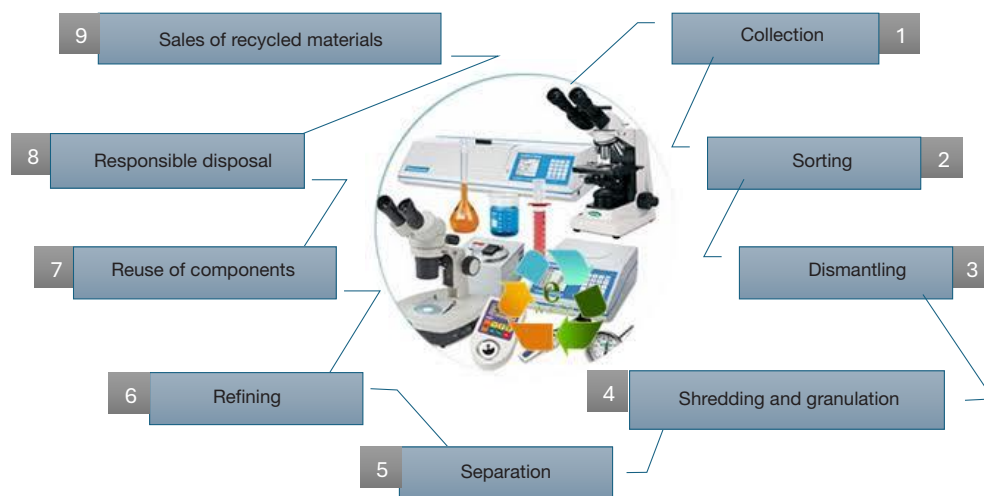 1 Collection
2 Sorting
3 Dismantling
4 Shredding and granulation
5 Separation
6 Refining
7 Reuse of components
8 Responsible disposal
9 Sales of recycled materials
e